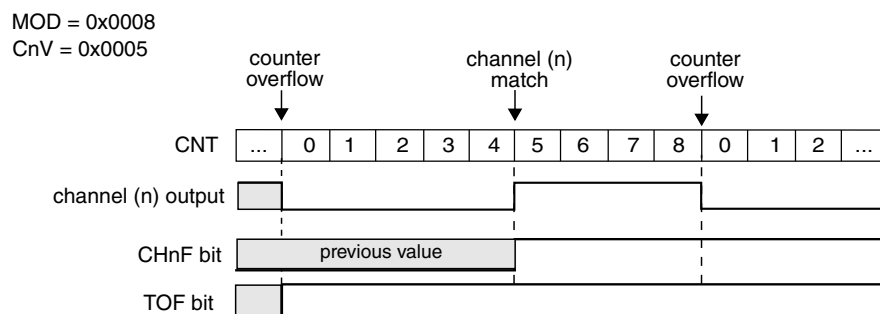 MOD = 0x0008
CnV = 0x0005
counter overflow
channel (n) match
counter overflow
CNT ... 0 1 2 3 4 5 6 7 8 0 1 2 ...
channel (n) output
CHnF bit previous value
TOF bit